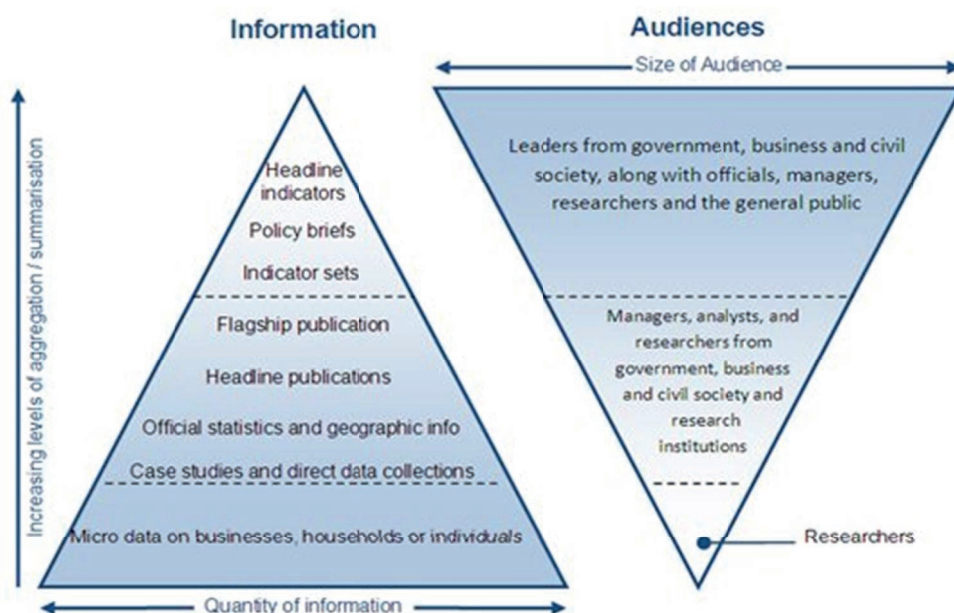 Information
Audiences
Size of Audience
Increasing levels of aggregation / summarisation
Headline
indicators
Policy briefs
Indicator sets
Flagship publication
Headline publications
Official statistics and geographic info
Case studies and direct data collections
Micro data on businesses, households or individuals
Quantity of information
Leaders from government, business and civil
society, along with officials, managers,
researchers and the general public
Managers, analysts, and
researchers from
government, business
and civil society and
research
institutions
Researchers